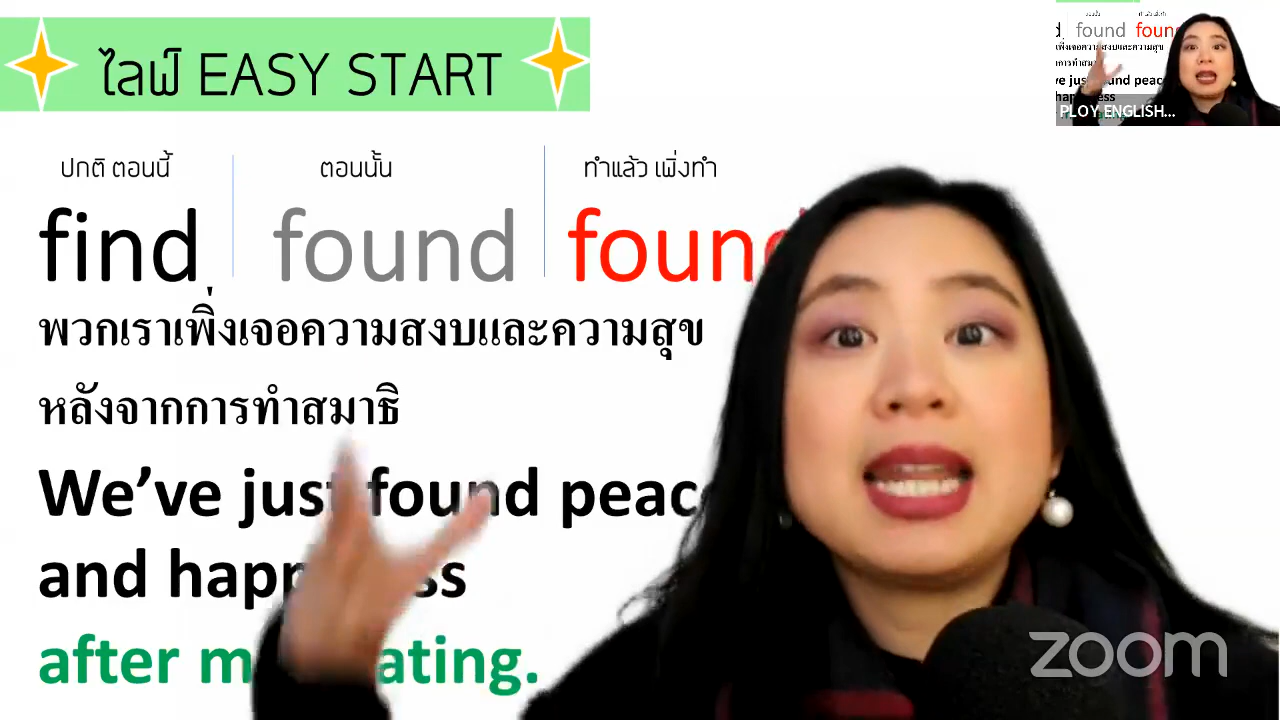 ไลฟ์ EASY START
ปกติ ตอนนี้
ตอนนั้น
ทำแล้ว เพิ่งทำ
find
found
พวกเราเพิ่งเจอความสงบและความสุข
หลังจากการทำสมาธิ
We've just found
and
after
zoom
found
PLOY ENGLISH...